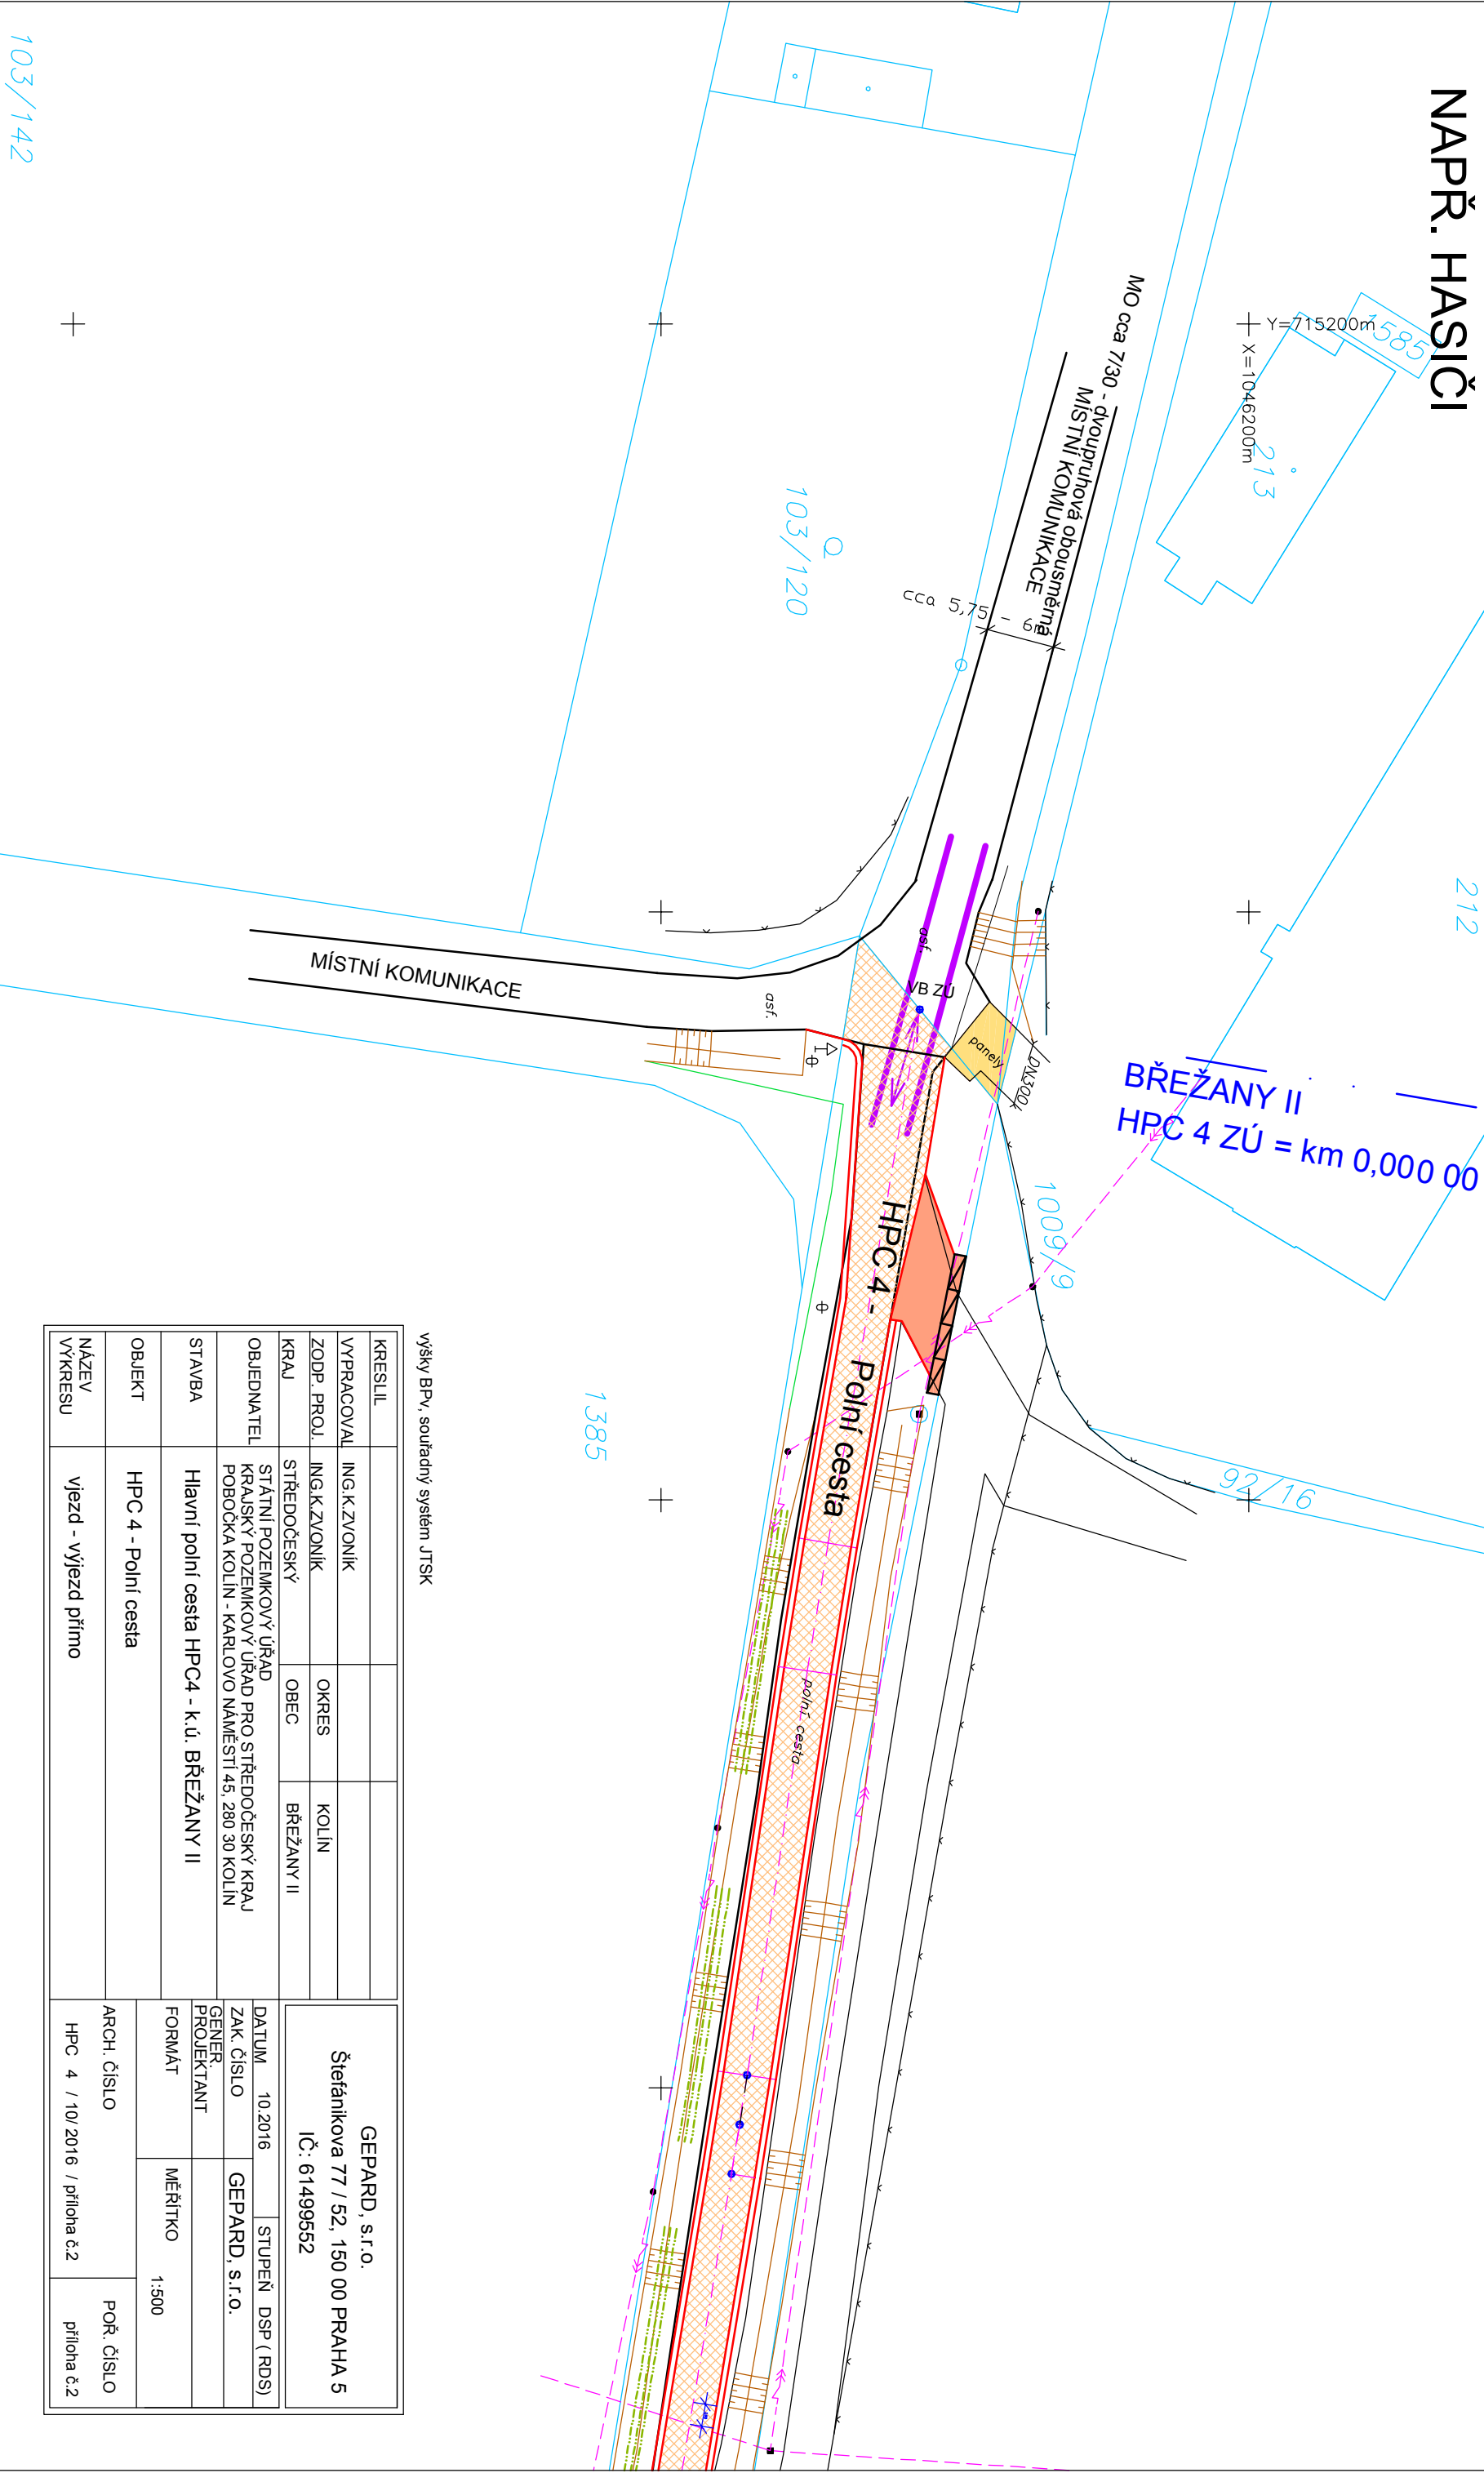 NAPŘ. HASIČI
Y=715200m
X=1046200m
1585
213
212
103/142
Q
103/120
MO cca 7/30 - dvoupruhová obousměrná
MÍSTNÍ KOMUNIKACE
cca 5,75 - 6m
asf.
VB ZÚ
panely
DN300
BŘEŽANY II
HPC 4 ZÚ = km 0,000 00
MÍSTNÍ KOMUNIKACE
asf.
1009/9
92/16
1385
HPC 4 - Polní cesta
polní cesta
výšky BPv, souřadný systém JTSK
KRESLIL
VYPRACOVAL ING.K.ZVONÍK
ZODP. PROJ. ING.K.ZVONÍK OKRES KOLÍN
KRAJ STŘEDOČESKÝ OBEC BŘEŽANY II
OBJEDNATEL STÁTNÍ POZEMKOVÝ ÚŘAD
KRAJSKÝ POZEMKOVÝ ÚŘAD PRO STŘEDOČESKÝ KRAJ
POBOČKA KOLÍN - KARLOVO NÁMĚSTÍ 45, 280 30 KOLÍN
STAVBA Hlavní polní cesta HPC4 - k.ú. BŘEŽANY II
OBJEKT HPC 4 - Polní cesta
NÁZEV
VÝKRESU vjezd - výjezd přímo
GEPARD, s.r.o.
Štefánikova 77 / 52, 150 00 PRAHA 5
IČ: 61499552
DATUM 10.2016 STUPEŇ DSP ( RDS)
ZAK. ČÍSLO GEPARD, s.r.o.
GENER.
PROJEKTANT
FORMÁT MĚŘÍTKO 1:500
ARCH. ČÍSLO POŘ. ČÍSLO
HPC 4 / 10/ 2016 / příloha č.2 příloha č.2